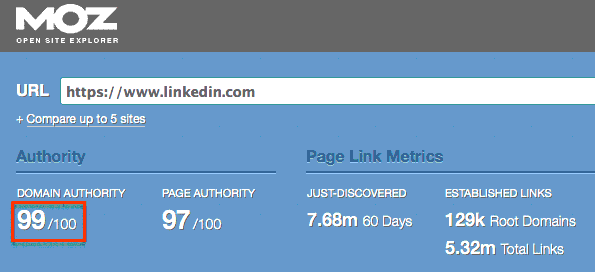 MOZ
OPEN SITE EXPLORER
URL https://www.linkedin.com
+ Compare up to 5 sites
Authority
DOMAIN AUTHORITY PAGE AUTHORITY
99/100 97/100
Page Link Metrics
JUST-DISCOVERED ESTABLISHED LINKS
7.68m 60 Days 129k Root Domains
5.32m Total Links